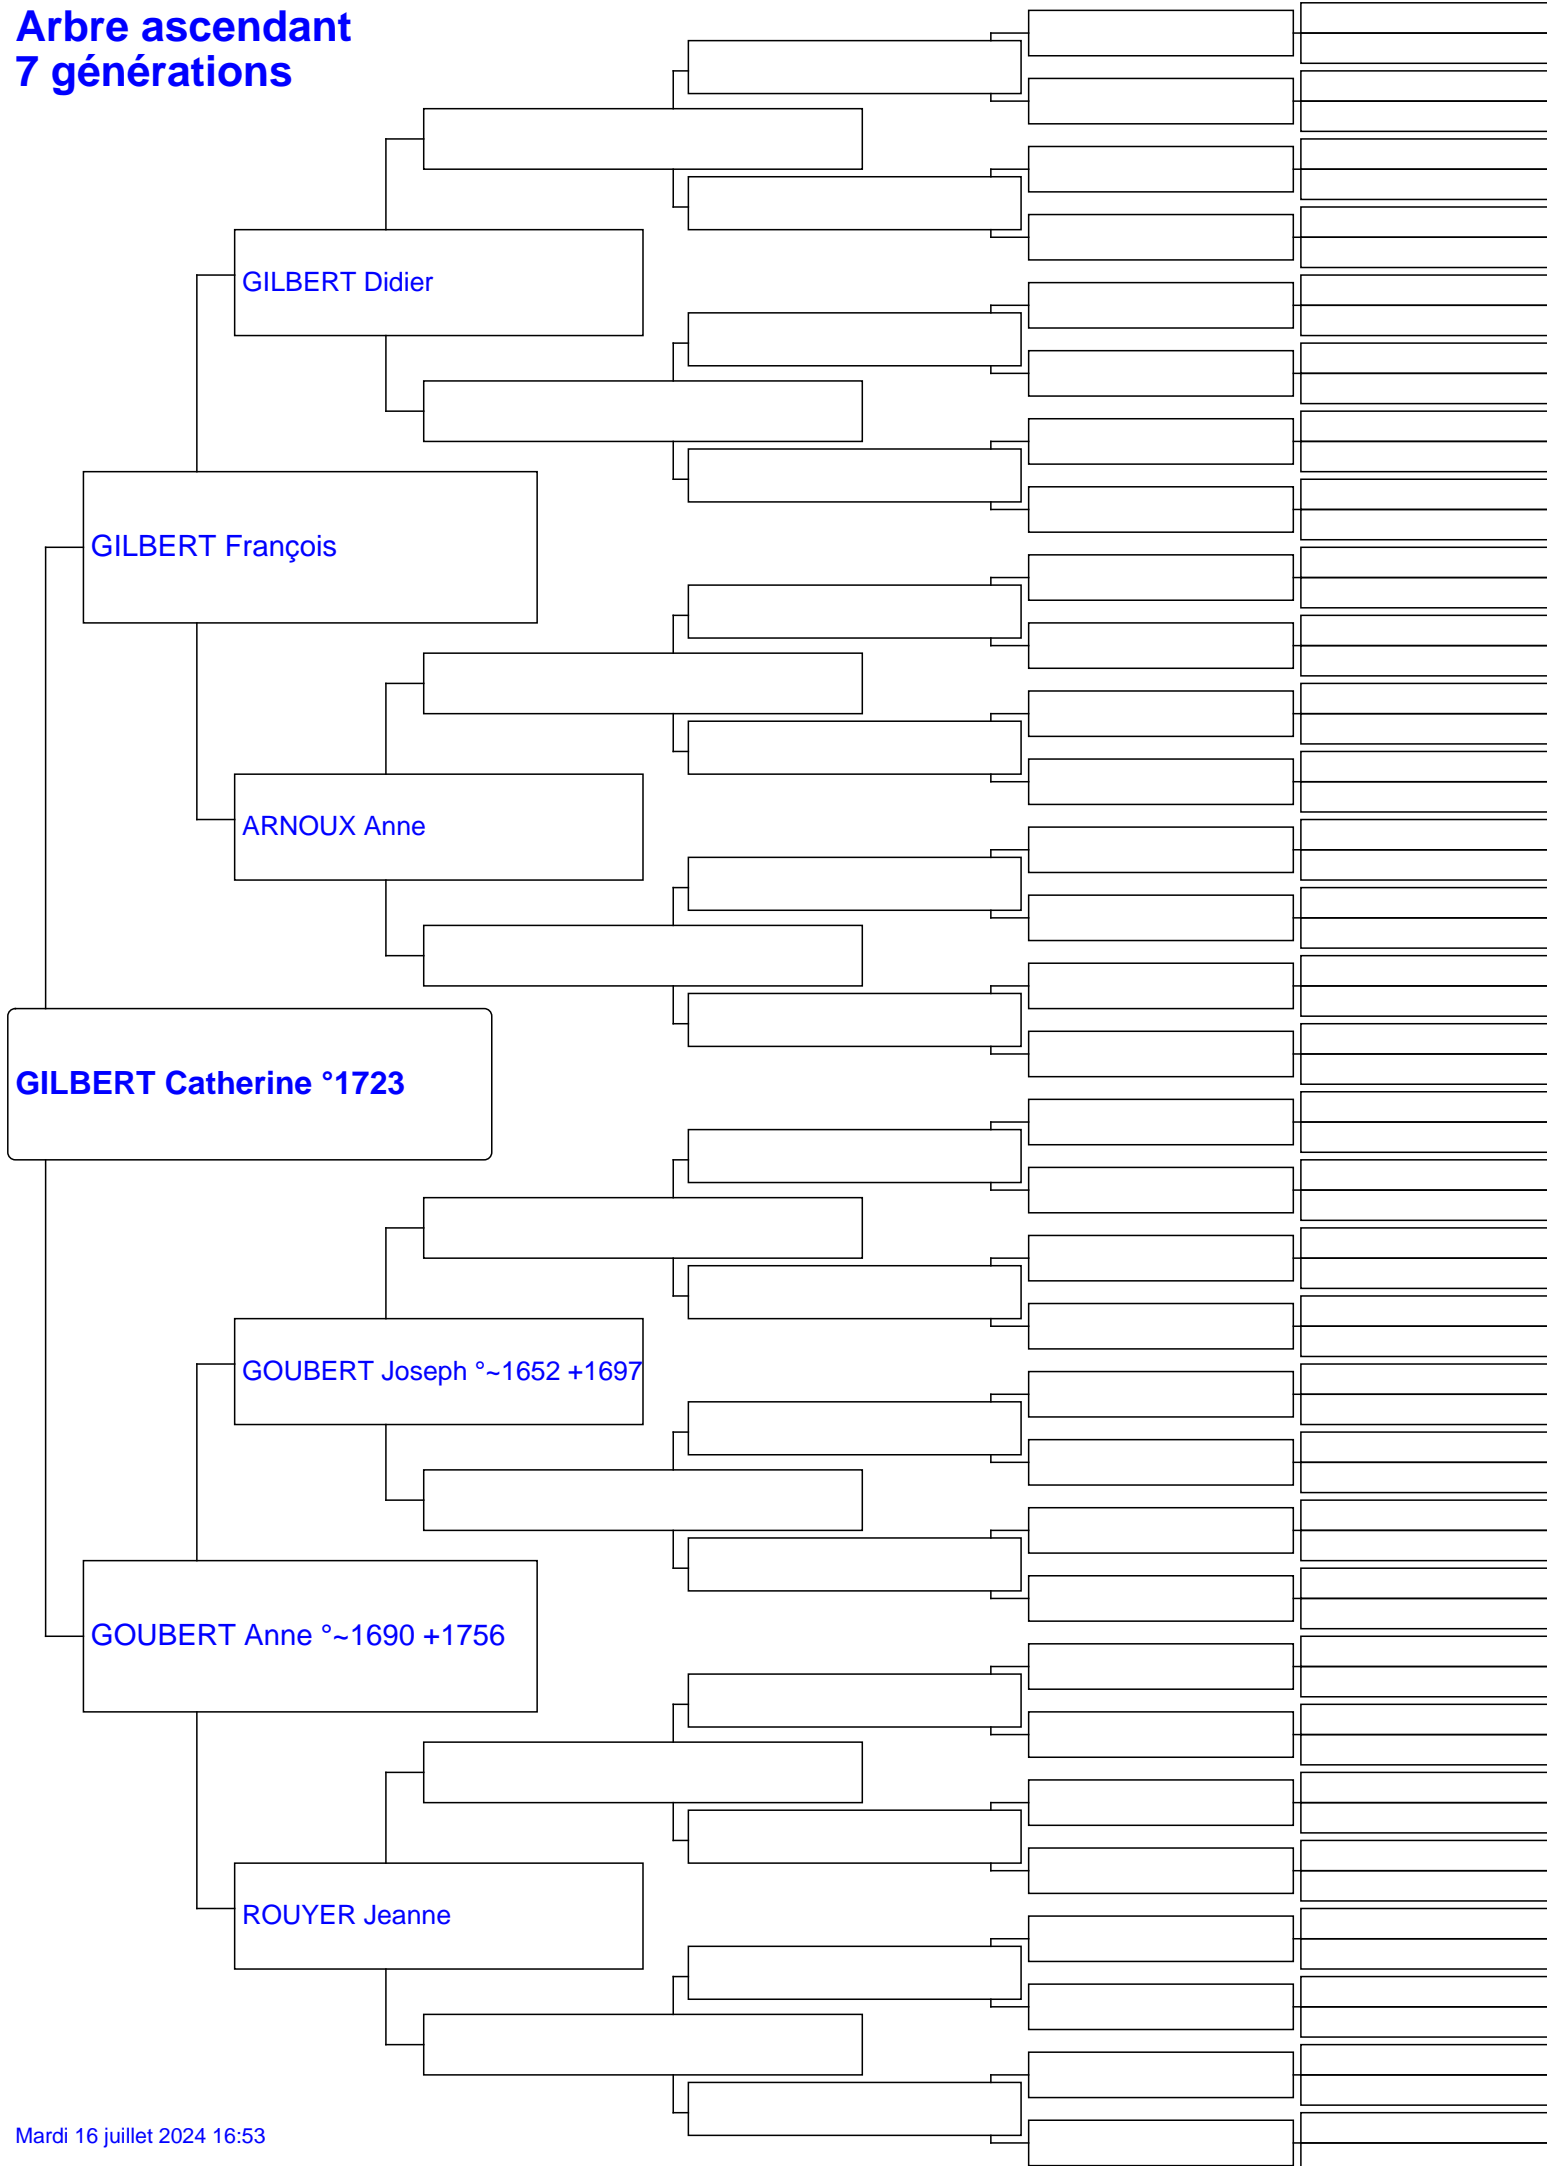 Arbre ascendant
7 générations
GILBERT Didier
GILBERT François
ARNOUX Anne
GILBERT Catherine °1723
GOUBERT Joseph °~1652 +1697
GOUBERT Anne °~1690 +1756
ROUYER Jeanne
Mardi 16 juillet 2024 16:53